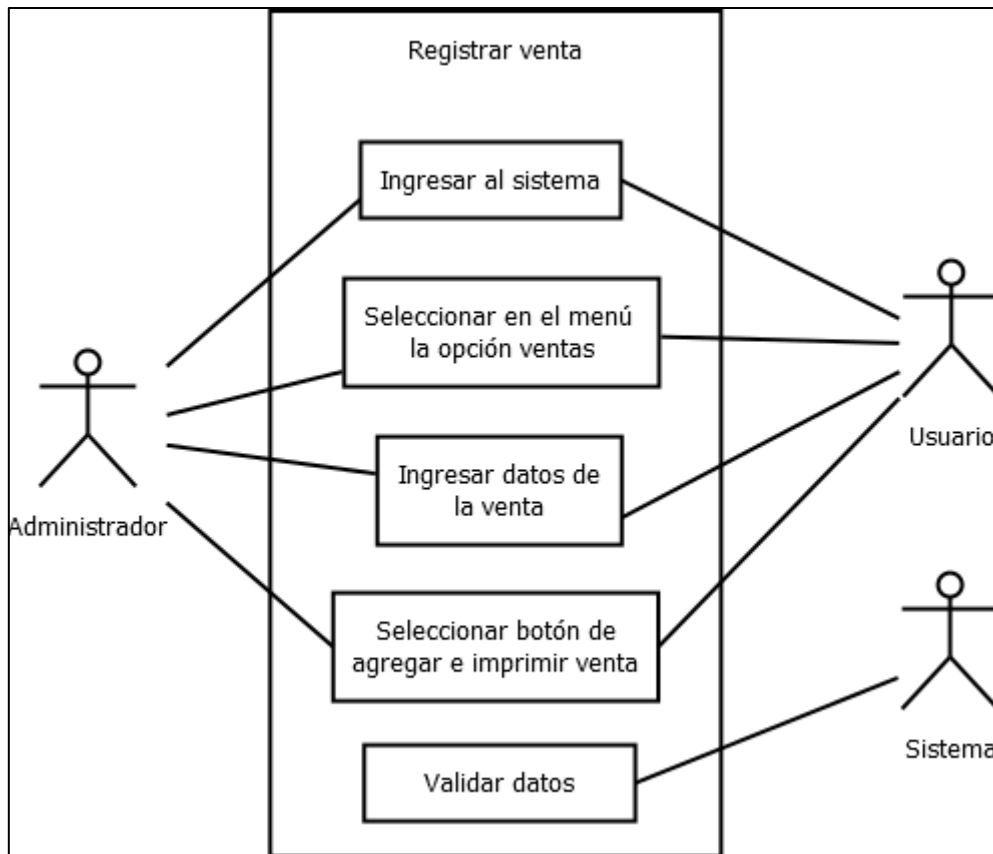 Registrar venta
Ingresar al sistema
Seleccionar en el menú
la opción ventas
Usuario
Ingresar datos de
la venta
Administrador
Seleccionar botón de
agregar e imprimir venta
Sistema
Validar datos